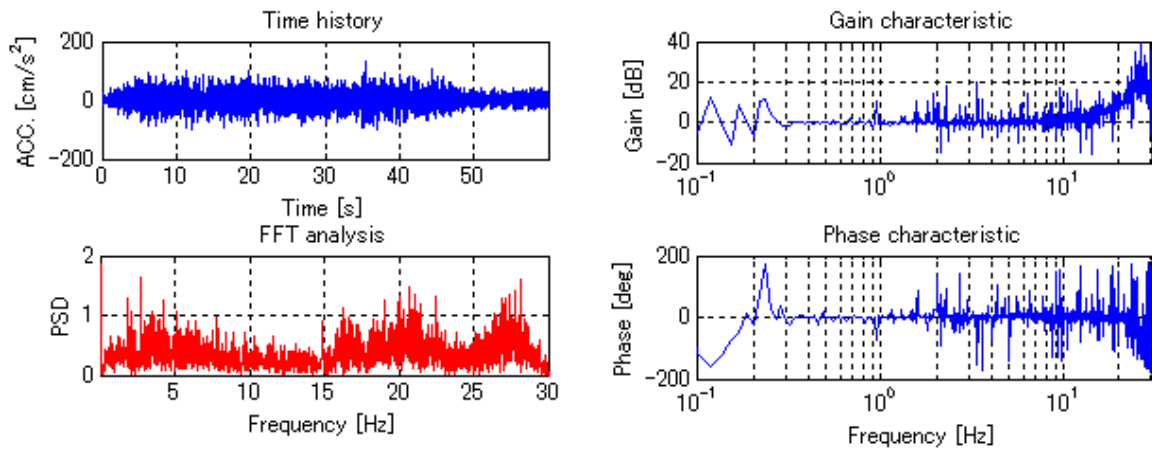 Time history
ACC. [cm/s²]
200
0
−200
0 10 20 30 40 50
Time [s]
FFT analysis
PSD
2
1
0
5 10 15 20 25 30
Frequency [Hz]
Gain characteristic
Gain [dB]
40
20
0
−20
10⁻¹ 10⁰ 10¹
Phase characteristic
Phase [deg]
200
0
−200
10⁻¹ 10⁰ 10¹
Frequency [Hz]